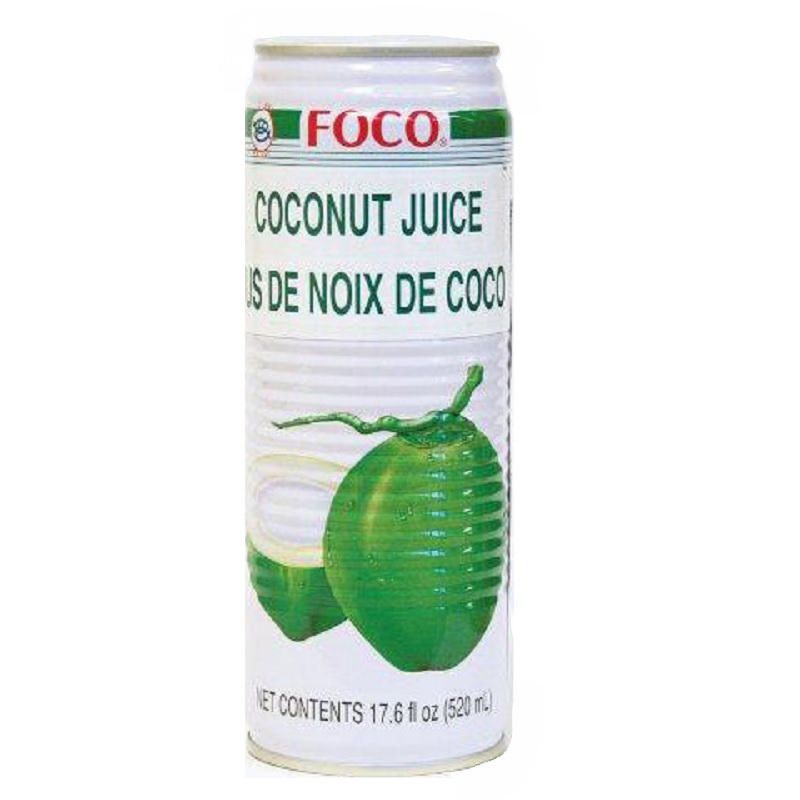 FOCO®
COCONUT JUICE
US DE NOIX DE COCO
NET CONTENTS 17.6 fl oz (520 mL)